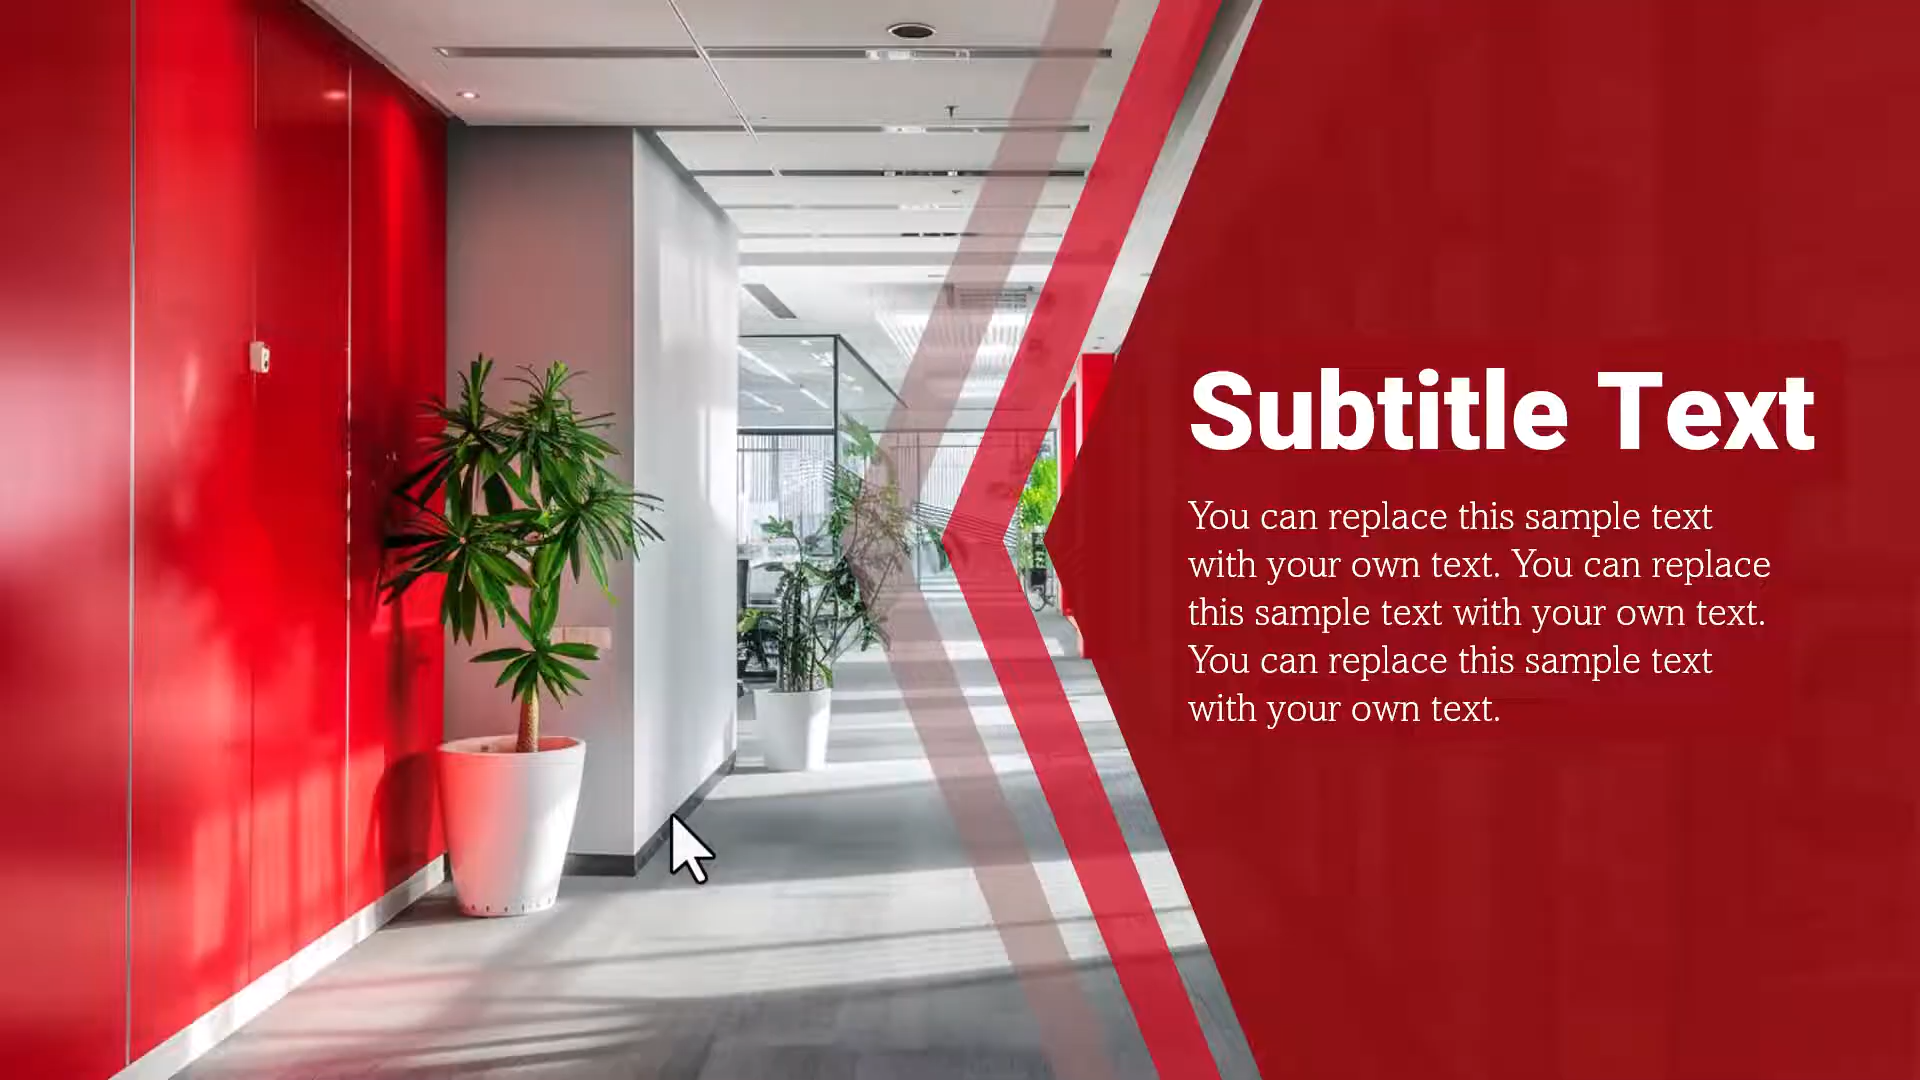 Subtitle Text
You can replace this sample text
with your own text. You can replace
this sample text with your own text.
You can replace this sample text
with your own text.